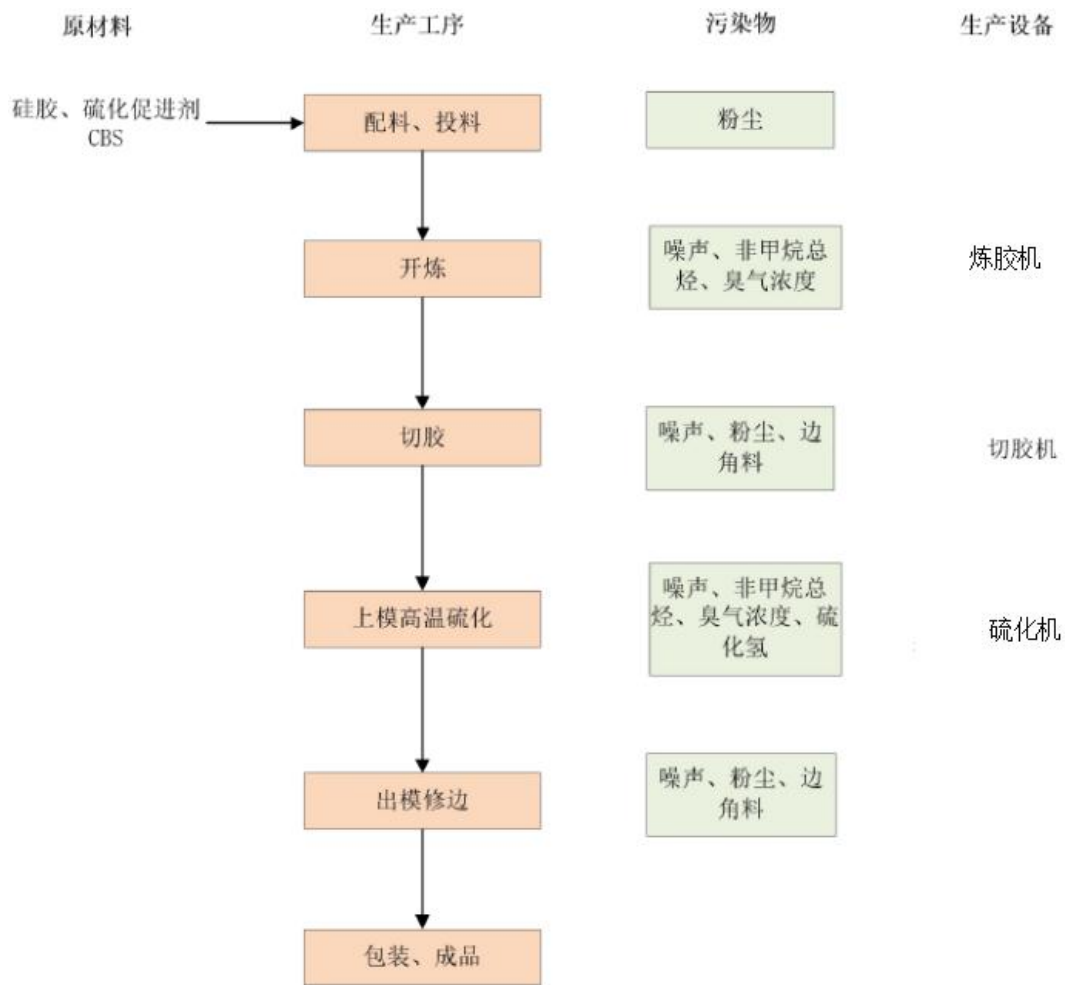 原材料 生产工序 污染物 生产设备
硅胶、硫化促进剂
CBS
配料、投料
粉尘
开炼
噪声、非甲烷总
烃、臭气浓度
炼胶机
切胶
噪声、粉尘、边
角料
切胶机
上模高温硫化
噪声、非甲烷总
烃、臭气浓度、硫
化氢
硫化机
出模修边
噪声、粉尘、边
角料
包装、成品